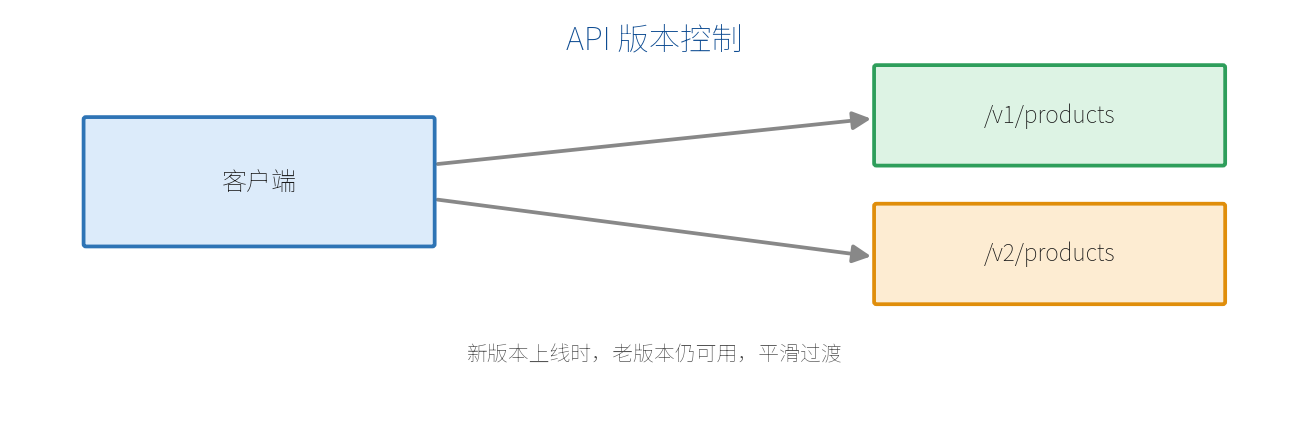 API 版本控制
客户端
/v1/products
/v2/products
新版本上线时，老版本仍可用，平滑过渡